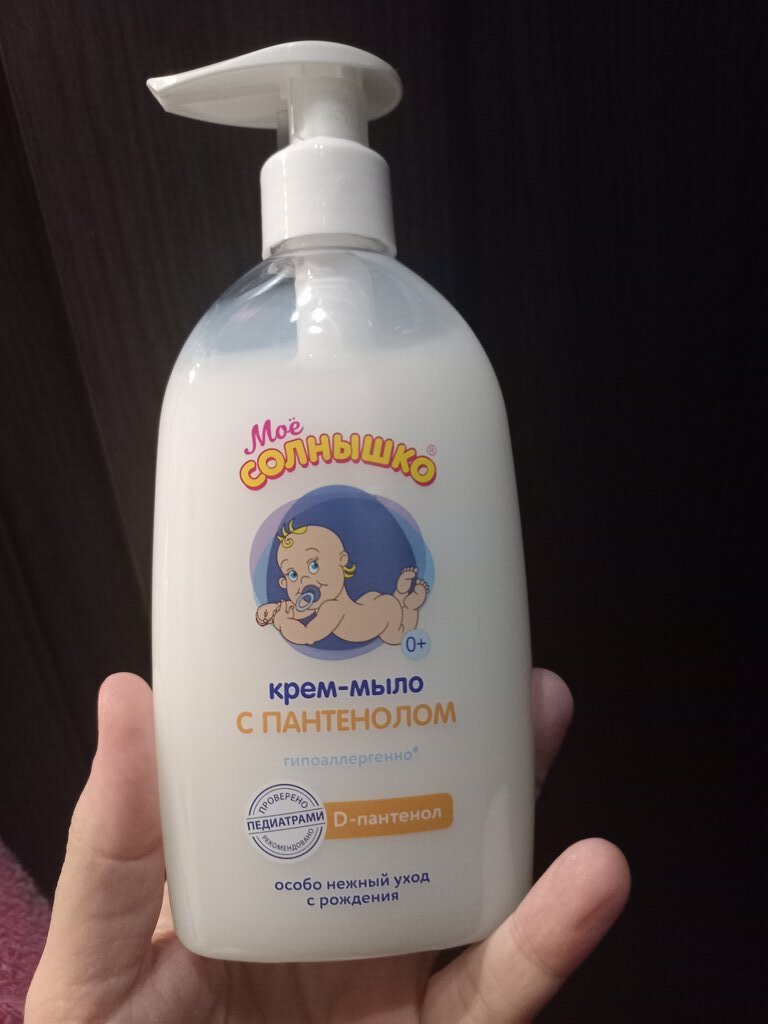 Моё
СОЛНЫШКО®
0+
крем-мыло
С ПАНТЕНОЛОМ
гипоаллергенно*
ПРОВЕРЕНО
ПЕДИАТРАМИ
РЕКОМЕНДОВАНО
D-пантенол
особо нежный уход
с рождения